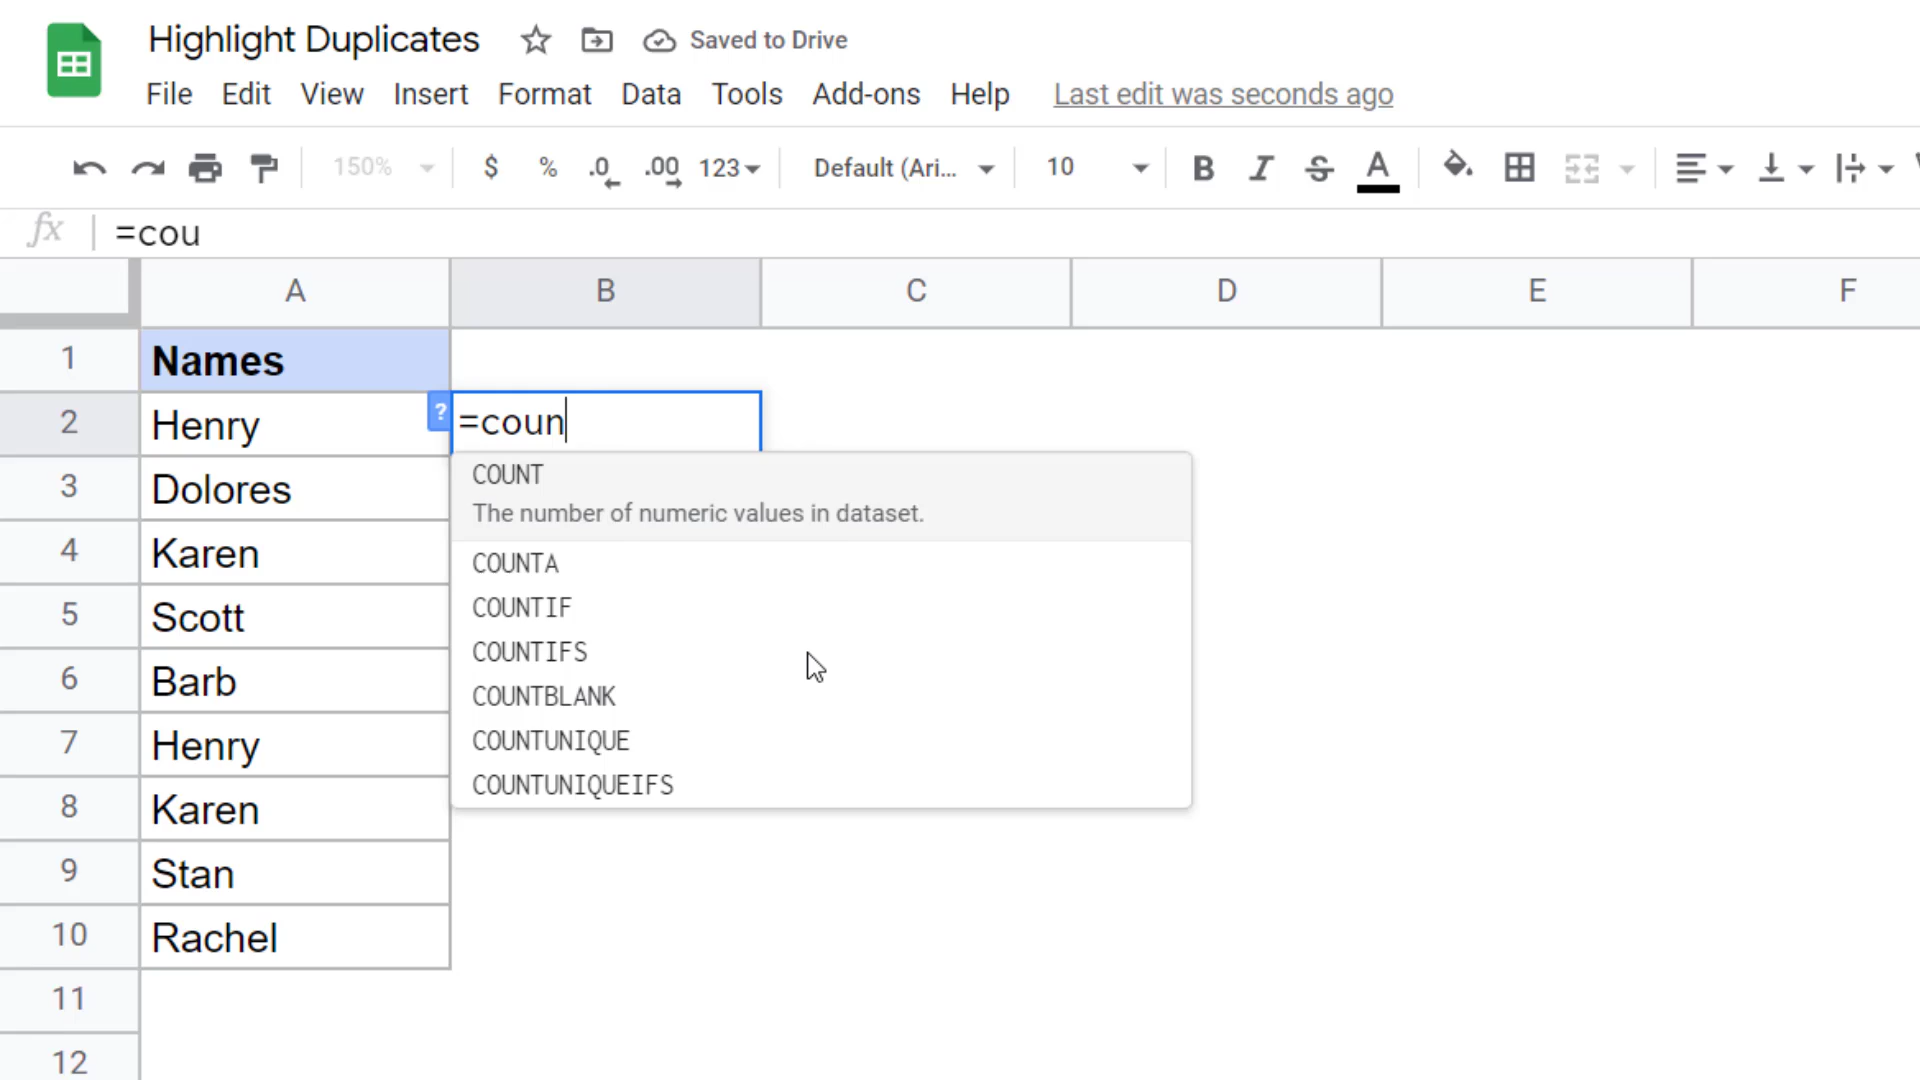 Highlight Duplicates Saved to Drive
File Edit View Insert Format Data Tools Add-ons Help Last edit was seconds ago
150% $ % .0 .00 123 Default (Ari... 10 B I S A
fx =cou
A B C D E F
1 Names
2 Henry ? =coun
COUNT
3 Dolores
The number of numeric values in dataset.
4 Karen COUNTA
COUNTIF
5 Scott
COUNTIFS
6 Barb COUNTBLANK
7 Henry COUNTUNIQUE
COUNTUNIQUEIFS
8 Karen
9 Stan
10 Rachel
11
12